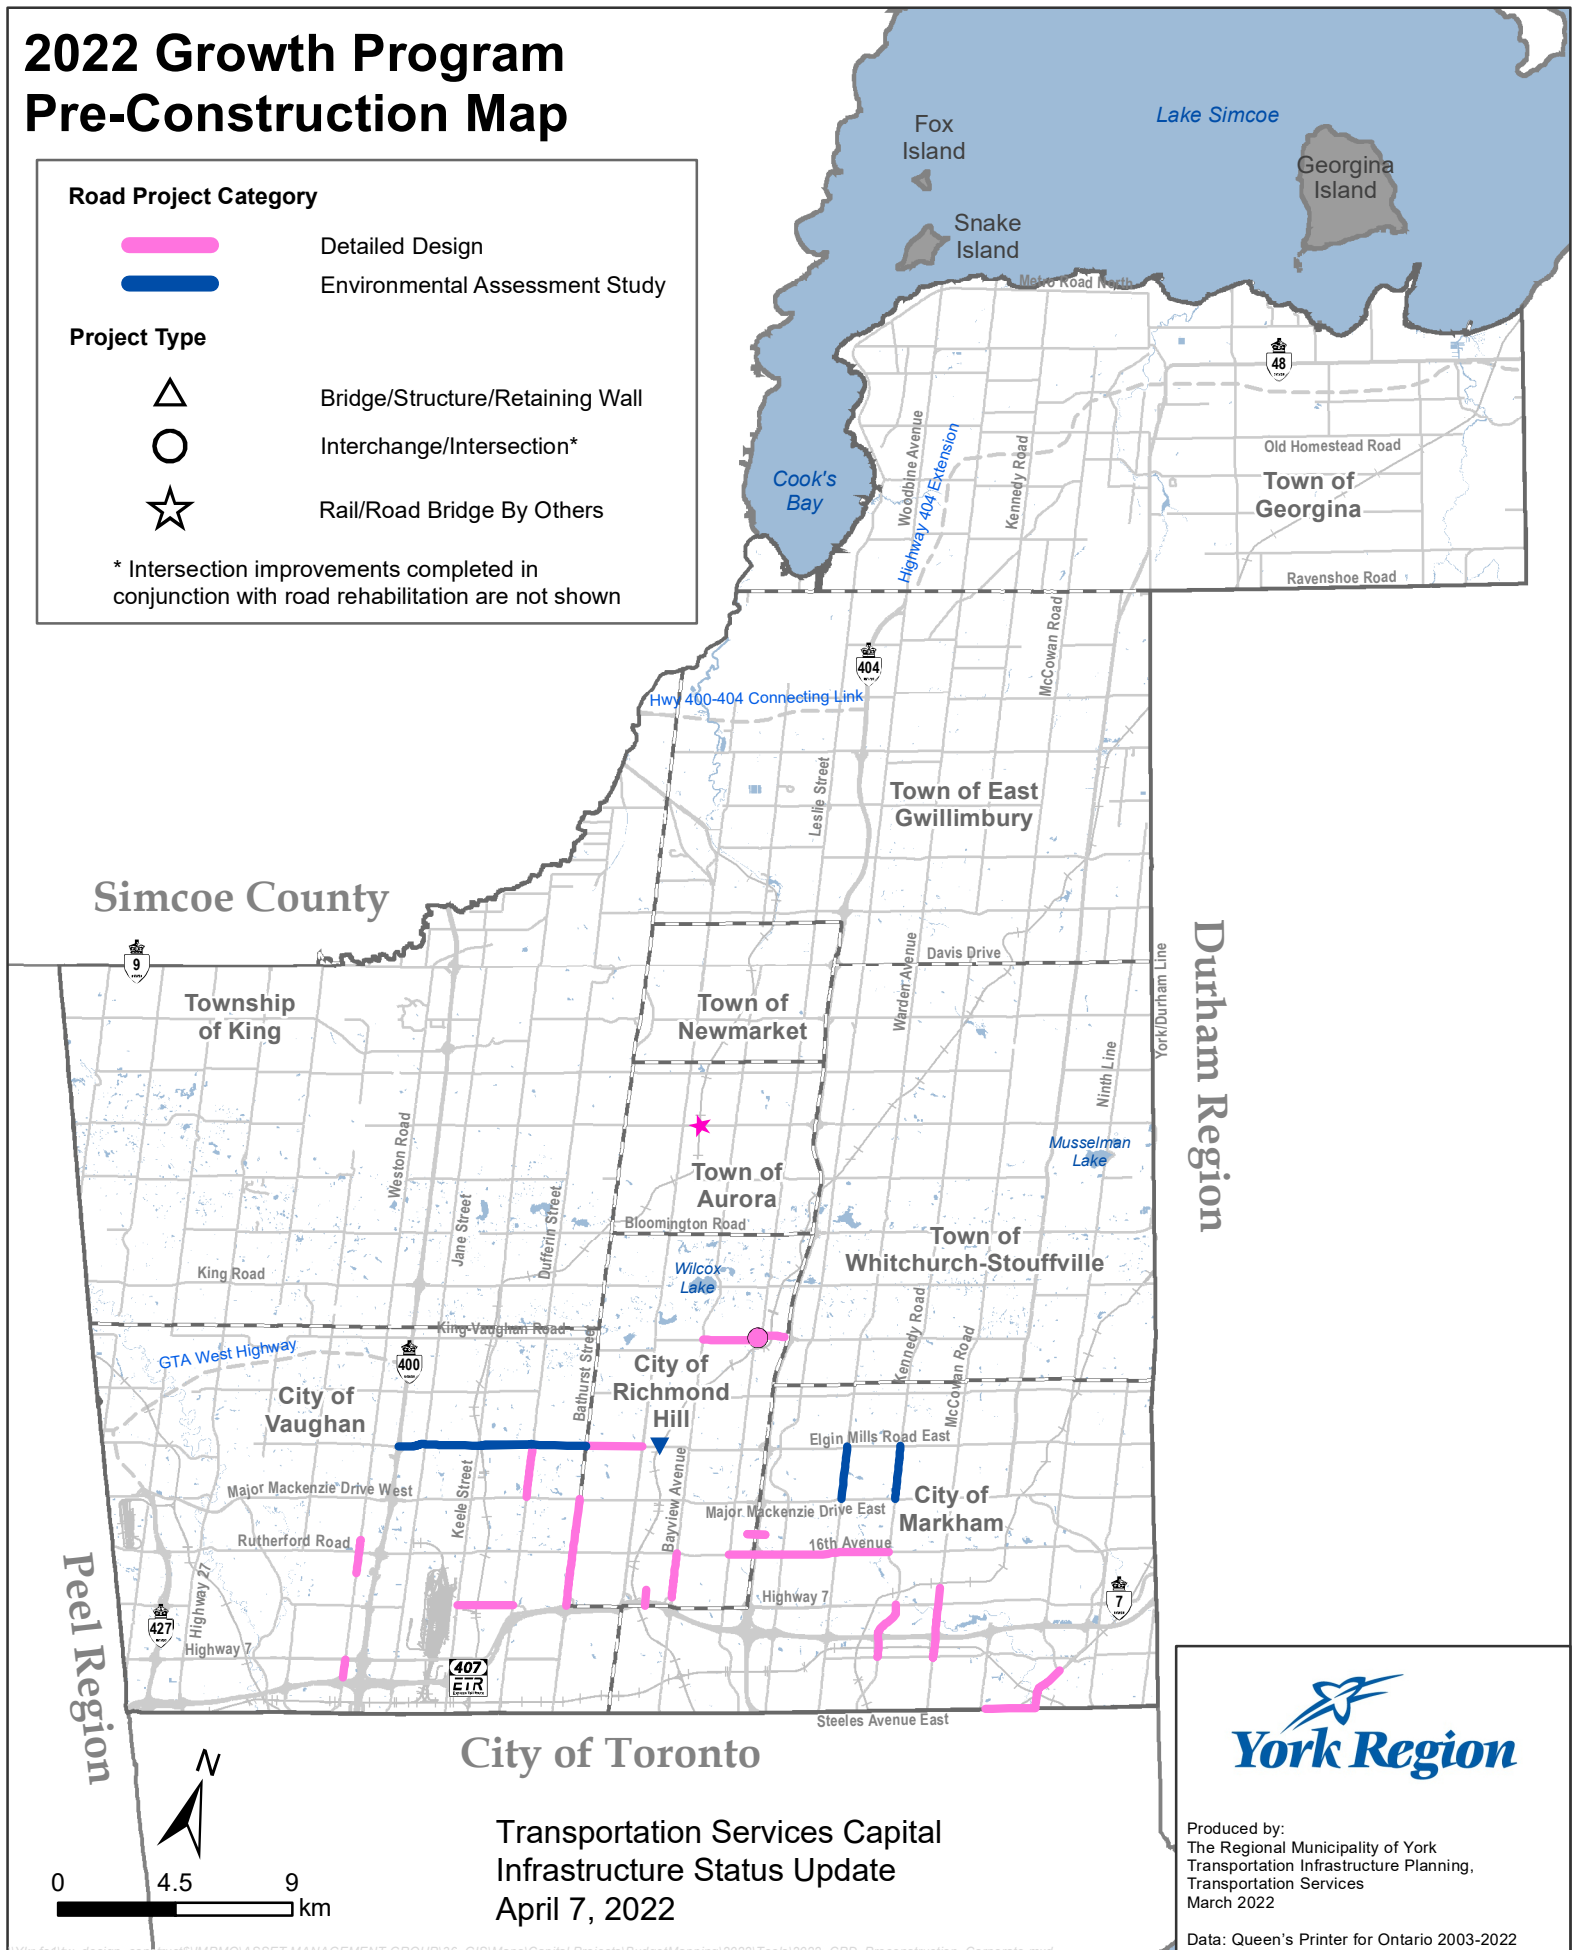 2022 Growth Program
Pre-Construction Map
Road Project Category
Detailed Design
Environmental Assessment Study
Project Type
Bridge/Structure/Retaining Wall
Interchange/Intersection*
Rail/Road Bridge By Others
* Intersection improvements completed in
conjunction with road rehabilitation are not shown
Lake Simcoe
Fox
Island
Georgina
Island
Snake
Island
Metro Road North
48
Woodbine Avenue
Highway 404 Extension
Kennedy Road
Old Homestead Road
Cook's
Bay
Town of
Georgina
Ravenshoe Road
McCowan Road
404
Hwy 400-404 Connecting Link
Leslie Street
Town of East
Gwillimbury
Simcoe County
Durham Region
9
Warden Avenue
Davis Drive
York/Durham Line
Township
of King
Town of
Newmarket
Ninth Line
Weston Road
Musselman
Lake
Town of
Aurora
Jane Street
Dufferin Street
Bloomington Road
Town of
Whitchurch-Stouffville
King Road
Wilcox
Lake
King-Vaughan Road
Kennedy Road
GTA West Highway
400
Bathurst Street
McCowan Road
City of
Richmond
Hill
City of
Vaughan
Elgin Mills Road East
Major Mackenzie Drive West
Keele Street
Bayview Avenue
City of
Markham
Major Mackenzie Drive East
Rutherford Road
16th Avenue
Peel Region
Highway 27
Highway 7
7
427
Highway 7
407
ETR
Steeles Avenue East
City of Toronto
N
0
4.5
9
km
Transportation Services Capital
Infrastructure Status Update
April 7, 2022
York Region
Produced by:
The Regional Municipality of York
Transportation Infrastructure Planning,
Transportation Services
March 2022
Data: Queen's Printer for Ontario 2003-2022